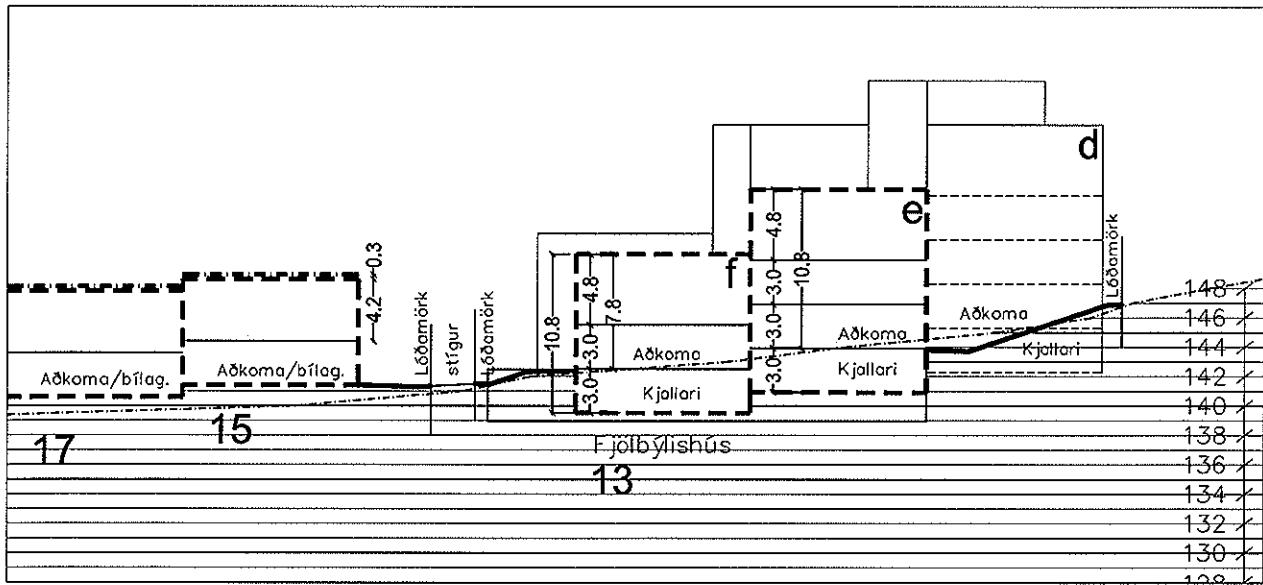 d
e
f
4.8
3.0
3.0
3.0
10.8
4.8
3.0
3.0
7.8
10.8
4.2
0.3
Lóðamörk
stígur
Lóðamörk
Lóðamörk
Aðkoma
Aðkoma
Aðkoma
Kjallari
Kjallari
Kjallari
Aðkoma/bílag.
Aðkoma/bílag.
17
15
Fjölbýlishús
13
148
146
144
142
140
138
136
134
132
130
128